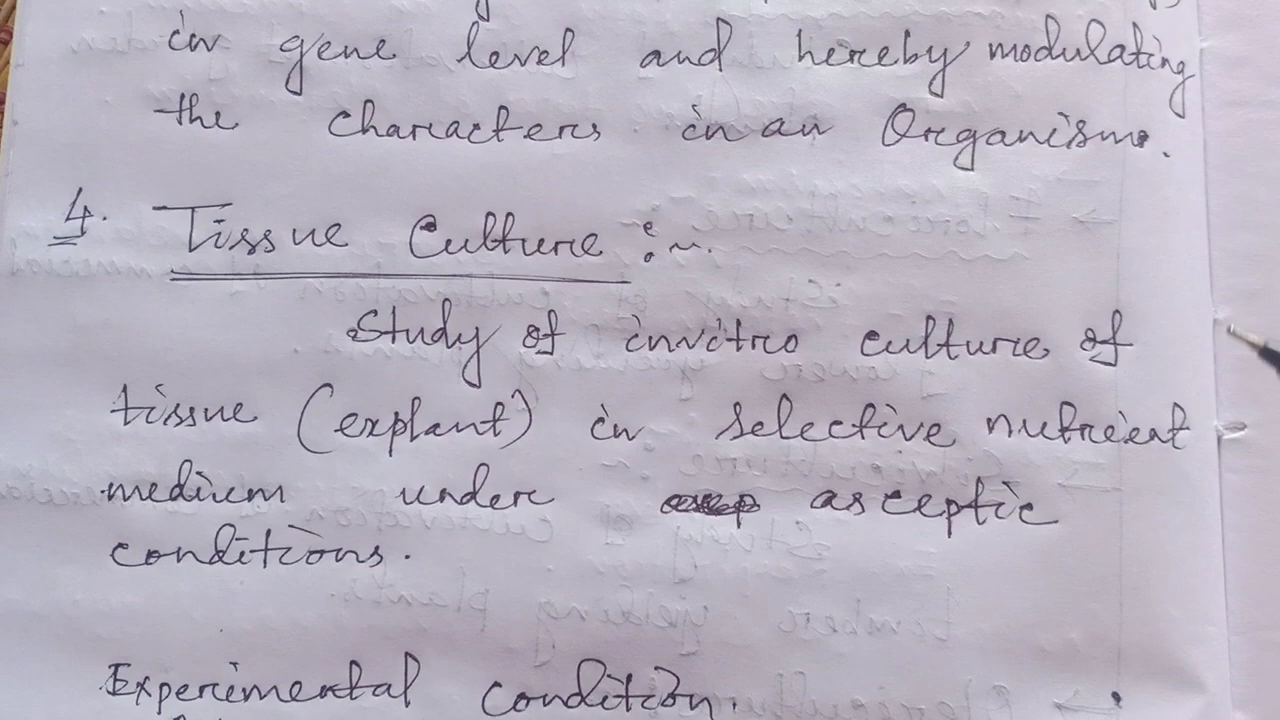 in gene level and hereby modulating
the characters in an Organism.
4. Tissue Culture :~.
Study of invitro culture of
tissue (explant) in selective nutrient
medium under asceptic
conditions.
Experimental condition.